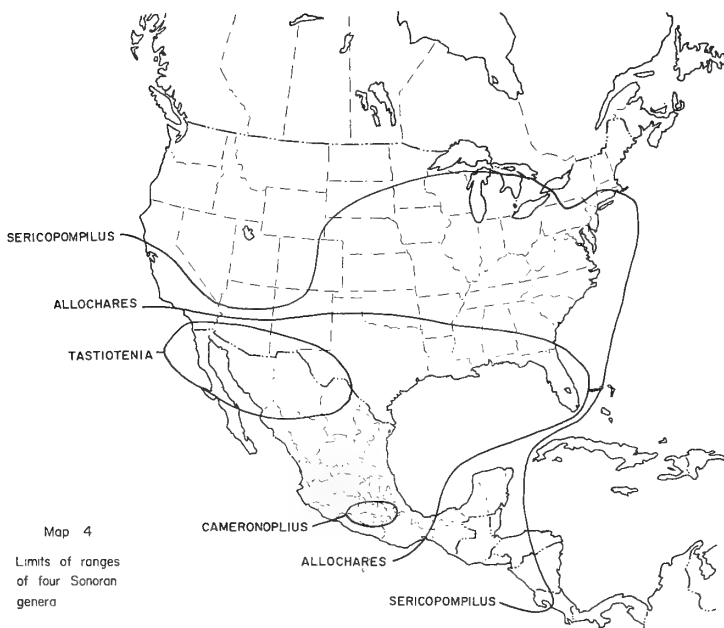 SERICOPOMPILUS
ALLOCHARES
TASTIOTENIA
CAMERONOPLIUS
ALLOCHARES
SERICOPOMPILUS
Map 4
Limits of ranges
of four Sonoran
genera